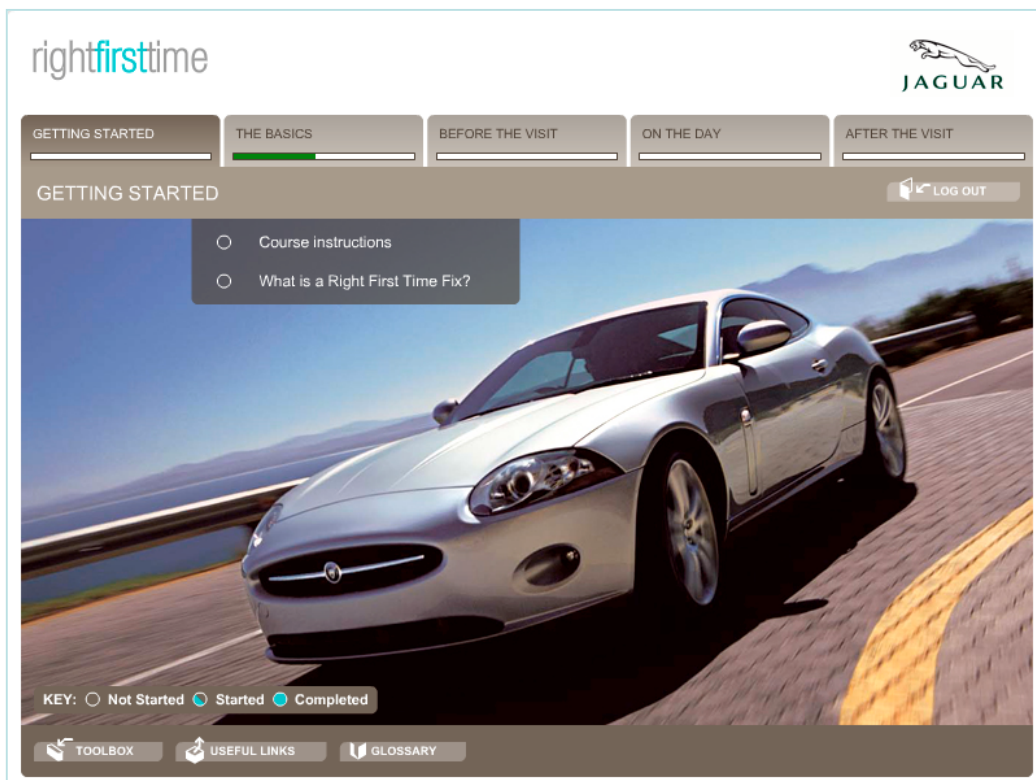 rightfirsttime
JAGUAR
GETTING STARTED
THE BASICS
BEFORE THE VISIT
ON THE DAY
AFTER THE VISIT
GETTING STARTED
LOG OUT
Course instructions
What is a Right First Time Fix?
KEY: Not Started Started Completed
TOOLBOX
USEFUL LINKS
GLOSSARY